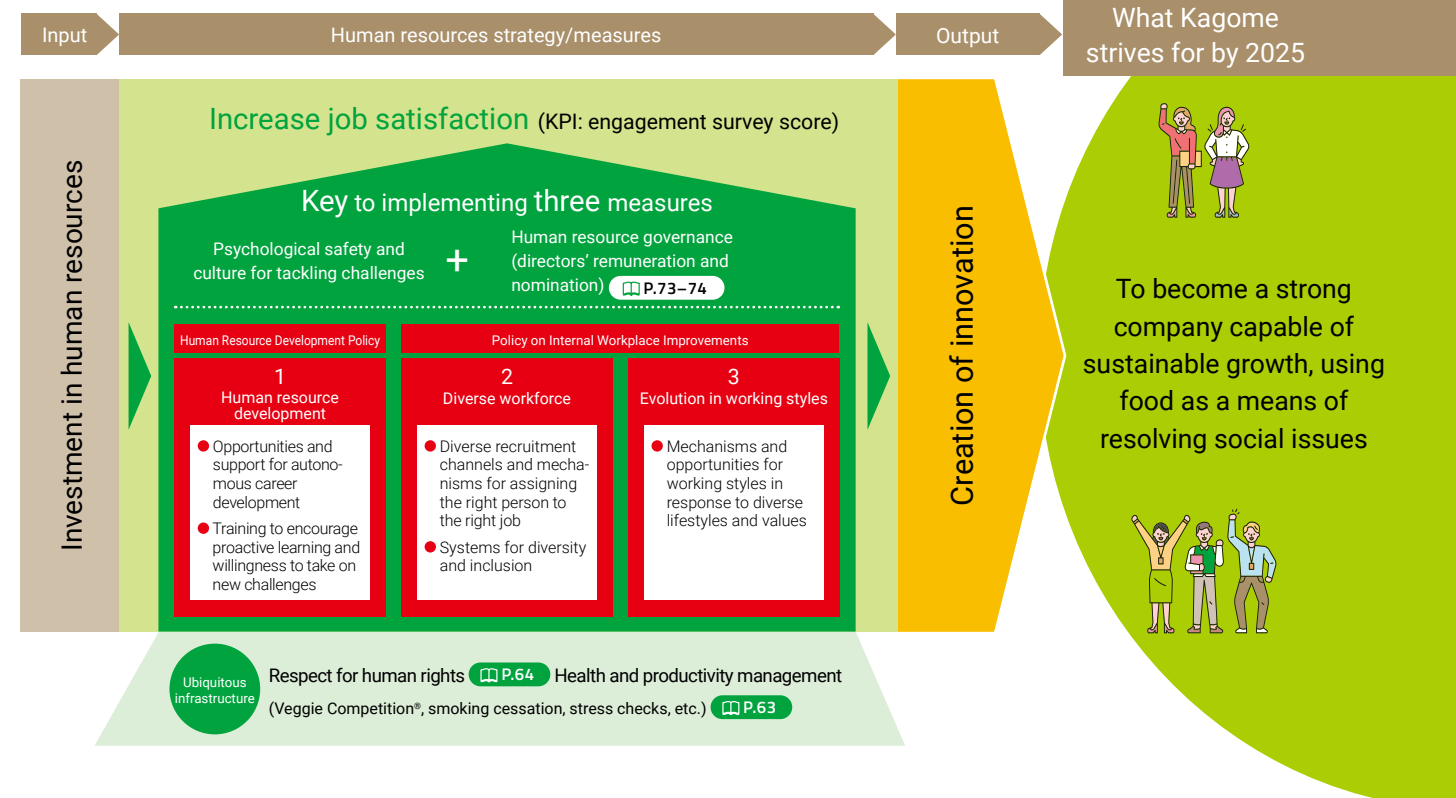 Input
Human resources strategy/measures
Output
What Kagome
strives for by 2025
Investment in human resources
Increase job satisfaction (KPI: engagement survey score)
Key to implementing three measures
Psychological safety and
culture for tackling challenges
+
Human resource governance
(directors’ remuneration and
nomination) P.73–74
Human Resource Development Policy
Policy on Internal Workplace Improvements
1
Human resource
development
Opportunities and
support for autono-
mous career
development
Training to encourage
proactive learning and
willingness to take on
new challenges
2
Diverse workforce
Diverse recruitment
channels and mecha-
nisms for assigning
the right person to
the right job
Systems for diversity
and inclusion
3
Evolution in working styles
Mechanisms and
opportunities for
working styles in
response to diverse
lifestyles and values
Ubiquitous
infrastructure
Respect for human rights P.64 Health and productivity management
(Veggie Competition®, smoking cessation, stress checks, etc.) P.63
Creation of innovation
To become a strong
company capable of
sustainable growth, using
food as a means of
resolving social issues